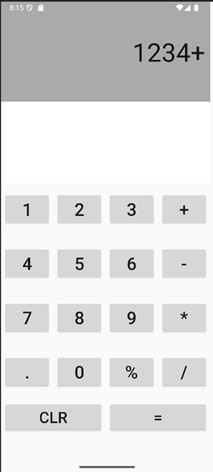 8:15
1234+
1 2 3 +
4 5 6 -
7 8 9 *
. 0 % /
CLR =